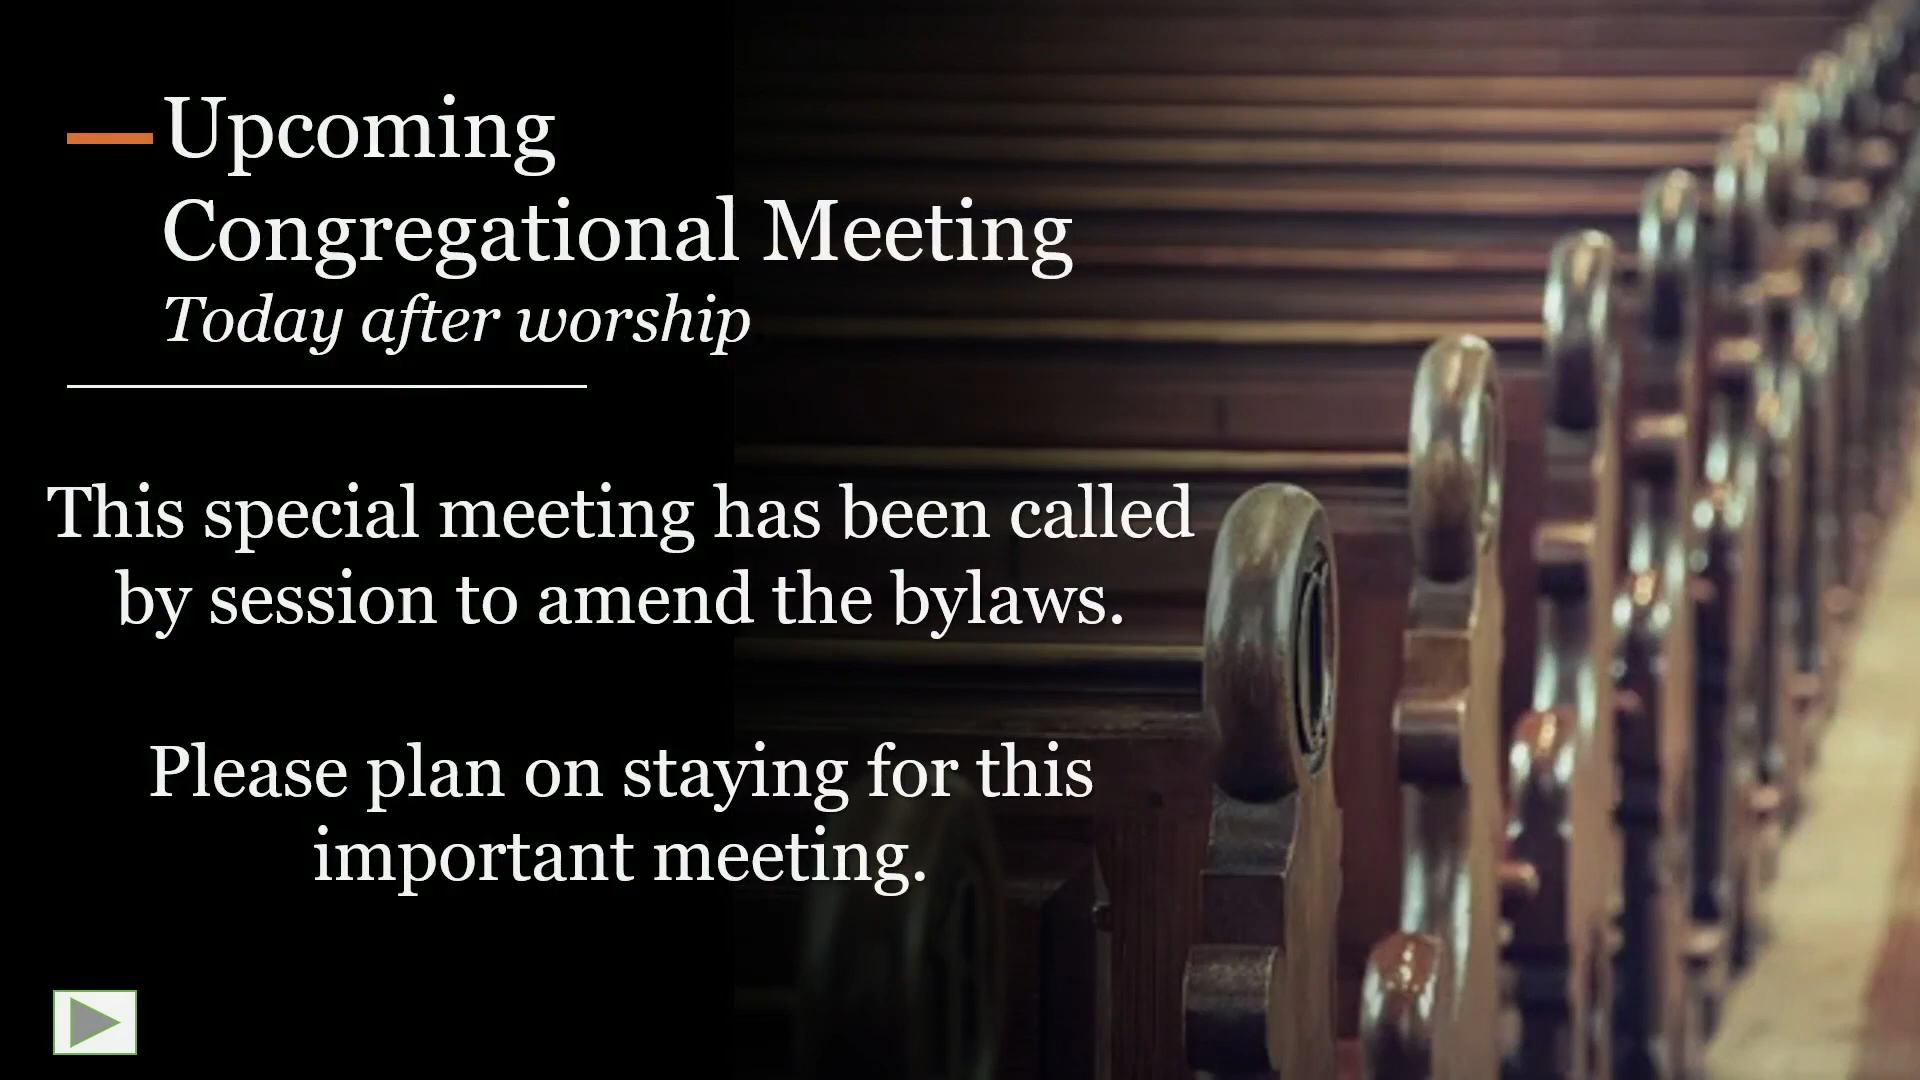 Upcoming
Congregational Meeting
Today after worship
This special meeting has been called
by session to amend the bylaws.
Please plan on staying for this
important meeting.